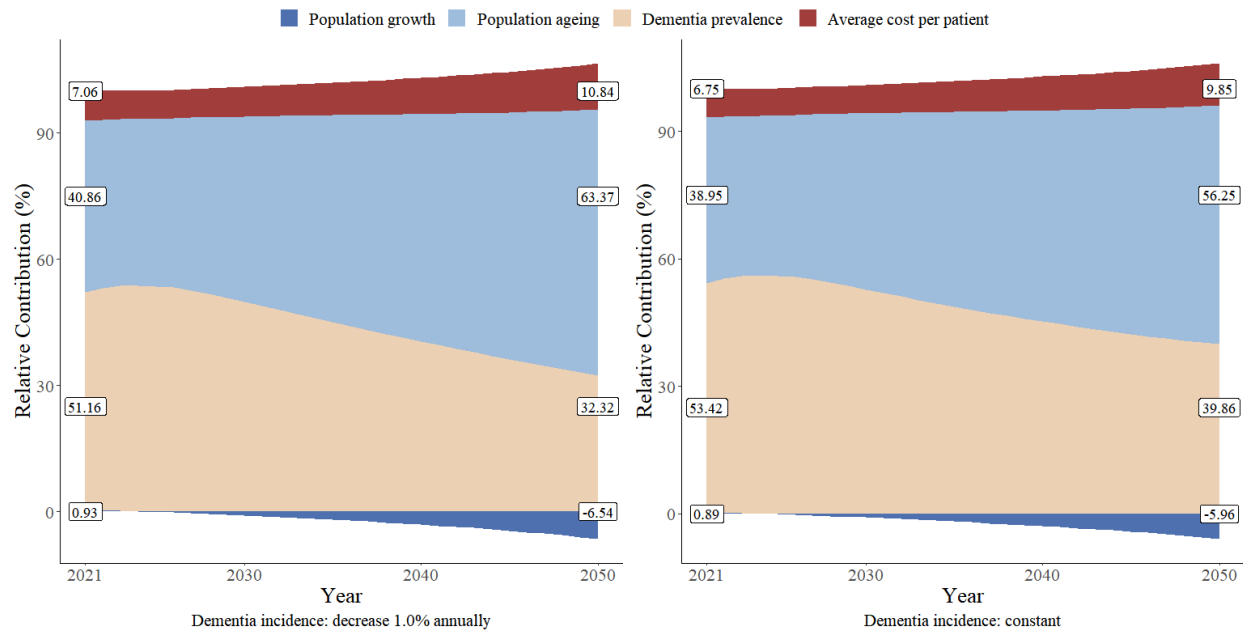 Population growth Population ageing Dementia prevalence Average cost per patient
Relative Contribution (%)
90
60
30
0
7.06
10.84
40.86
63.37
51.16
32.32
0.93
-6.54
2021 2030 2040 2050
Year
Dementia incidence: decrease 1.0% annually
Relative Contribution (%)
90
60
30
0
6.75
9.85
38.95
56.25
53.42
39.86
0.89
-5.96
2021 2030 2040 2050
Year
Dementia incidence: constant